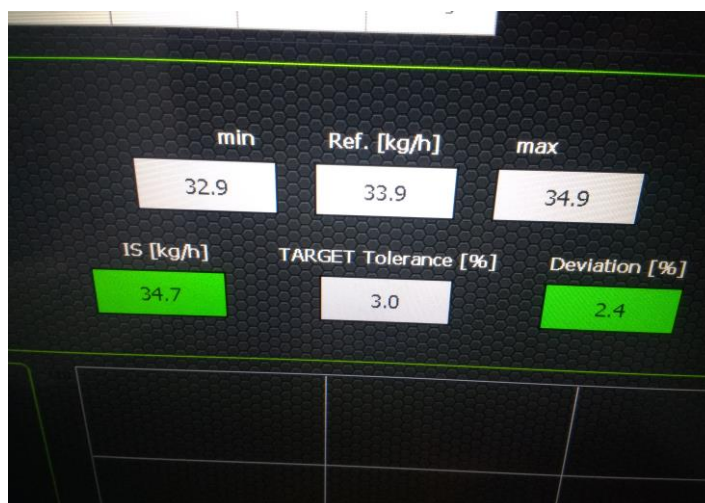 min Ref. [kg/h] max
32.9 33.9 34.9
IS [kg/h] TARGET Tolerance [%] Deviation [%]
34.7 3.0 2.4